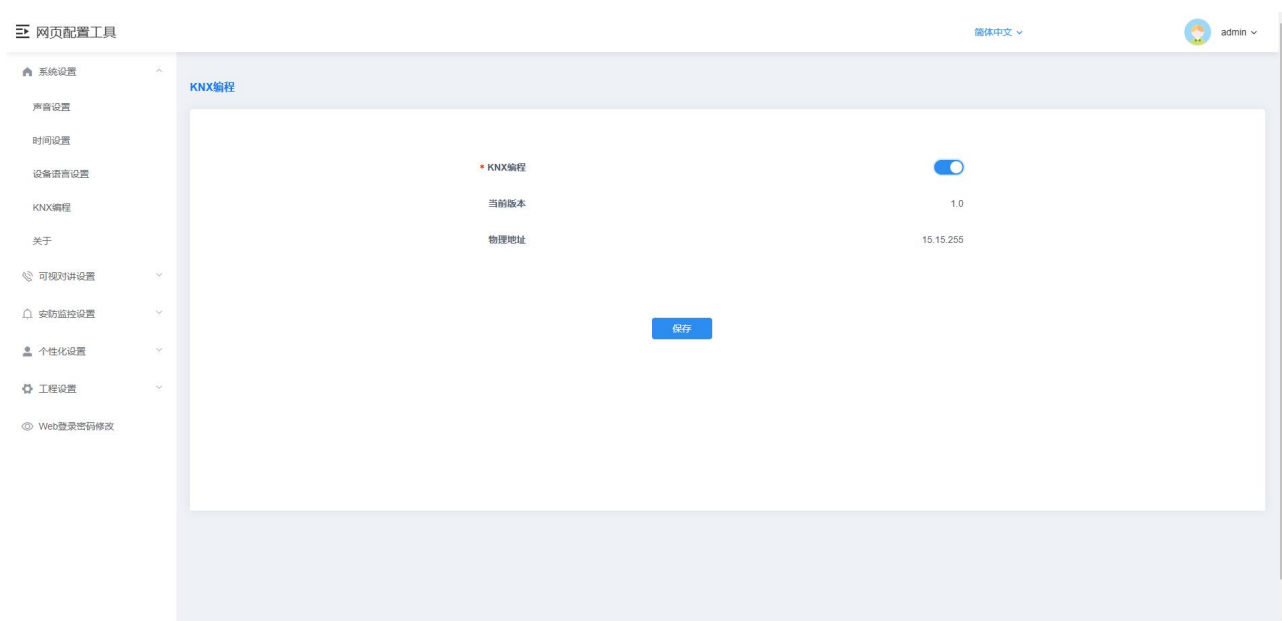 网页配置工具
简体中文
admin
系统设置
声音设置
时间设置
设备语言设置
KNX编程
关于
可视对讲设置
安防监控设置
个性化设置
工程设置
Web登录密码修改
KNX编程
* KNX编程
当前版本 1.0
物理地址 15.15.255
保存